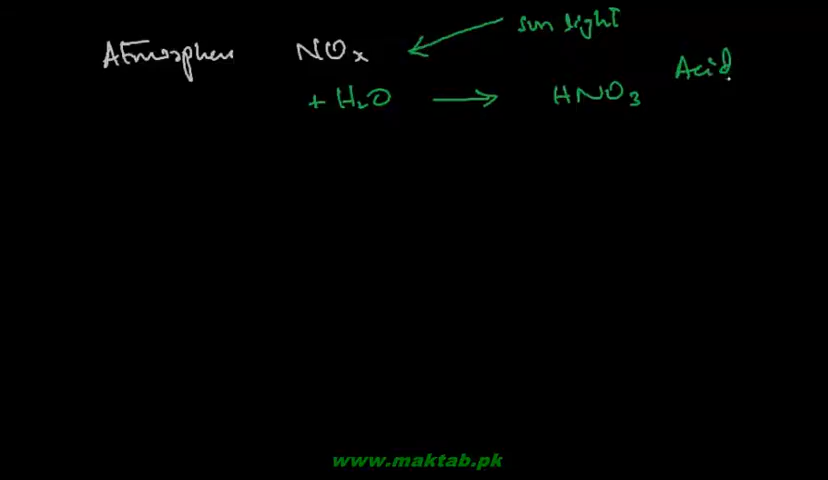 sun light
Atmosphere NOx
Acid
+ H2O → HNO3
www.maktab.pk